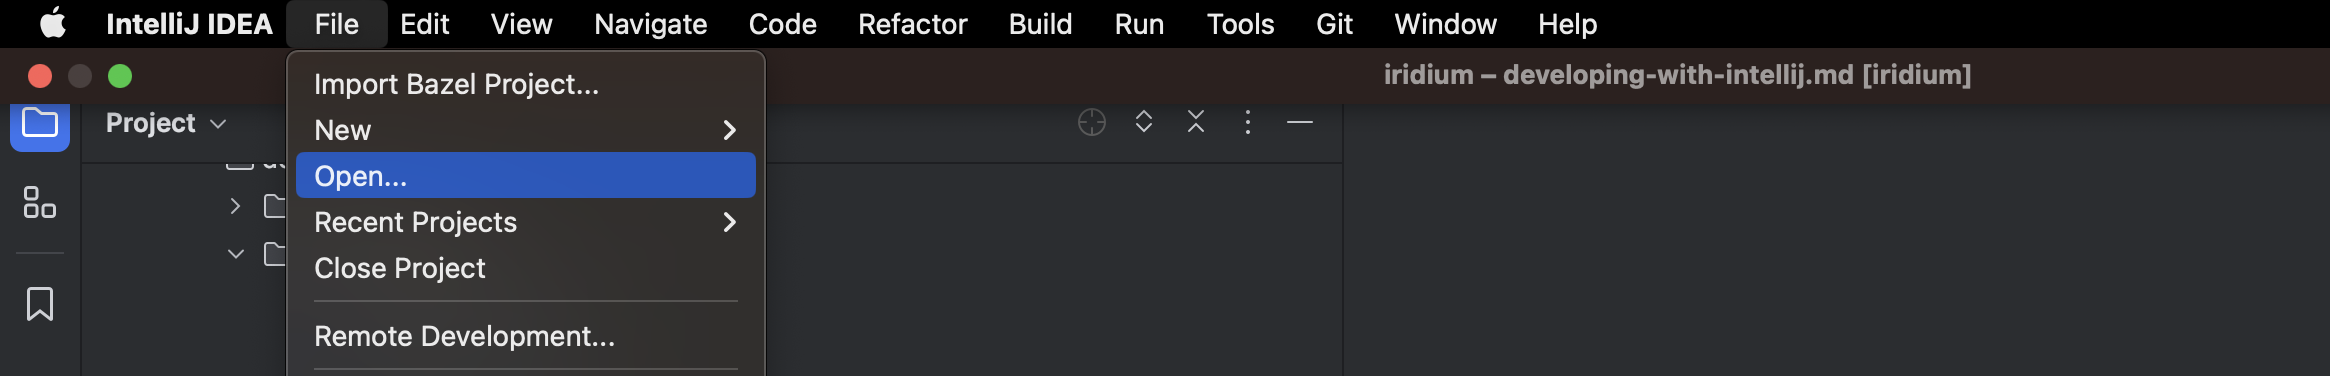 IntelliJ IDEA File Edit View Navigate Code Refactor Build Run Tools Git Window Help
iridium – developing-with-intellij.md [iridium]
Project
Import Bazel Project...
New
Open...
Recent Projects
Close Project
Remote Development...